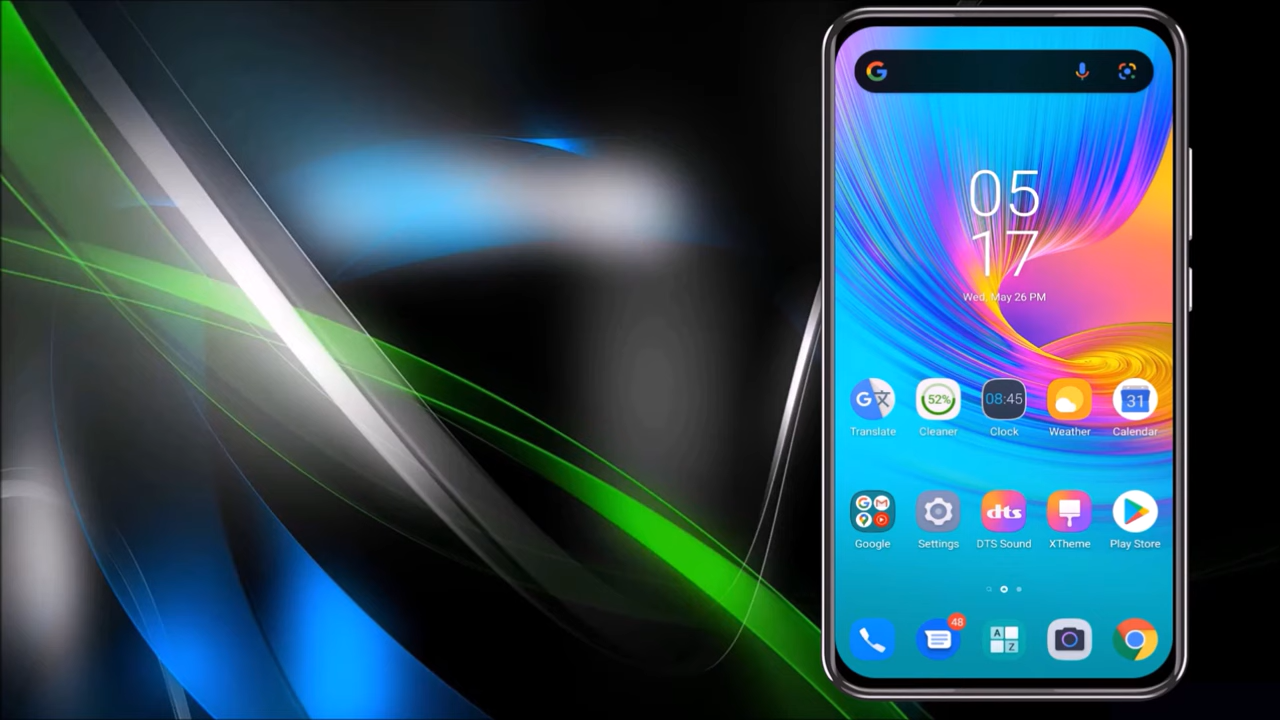 05
17
Wed, May 26 PM
52%
08:45
31
Translate
Cleaner
Clock
Weather
Calendar
dts
Google
Settings
DTS Sound
XTheme
Play Store
48
A
Z